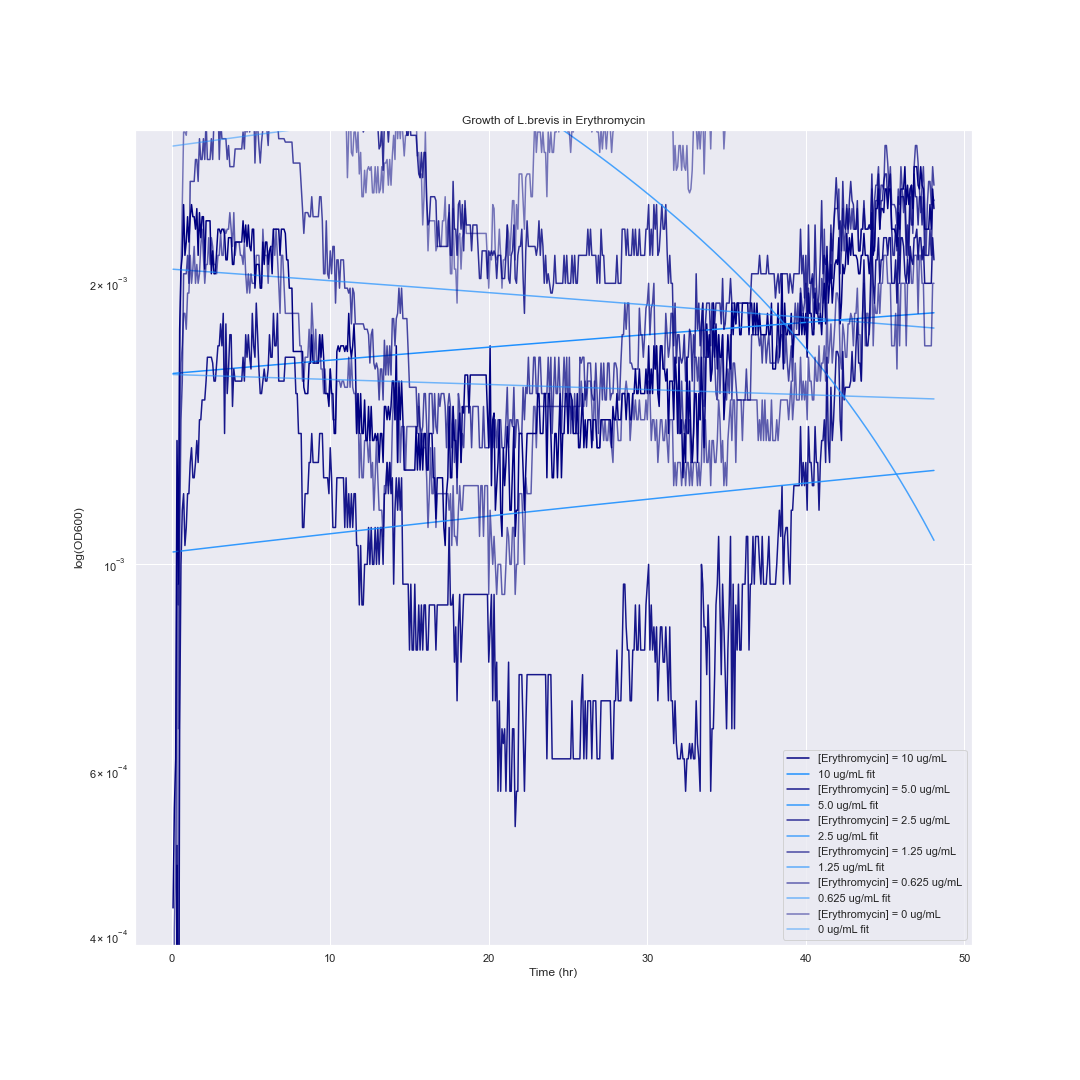 Growth of L.brevis in Erythromycin
log(OD600)
2 × 10⁻³
10⁻³
6 × 10⁻⁴
4 × 10⁻⁴
0 10 20 30 40 50
Time (hr)
[Erythromycin] = 10 ug/mL
10 ug/mL fit
[Erythromycin] = 5.0 ug/mL
5.0 ug/mL fit
[Erythromycin] = 2.5 ug/mL
2.5 ug/mL fit
[Erythromycin] = 1.25 ug/mL
1.25 ug/mL fit
[Erythromycin] = 0.625 ug/mL
0.625 ug/mL fit
[Erythromycin] = 0 ug/mL
0 ug/mL fit